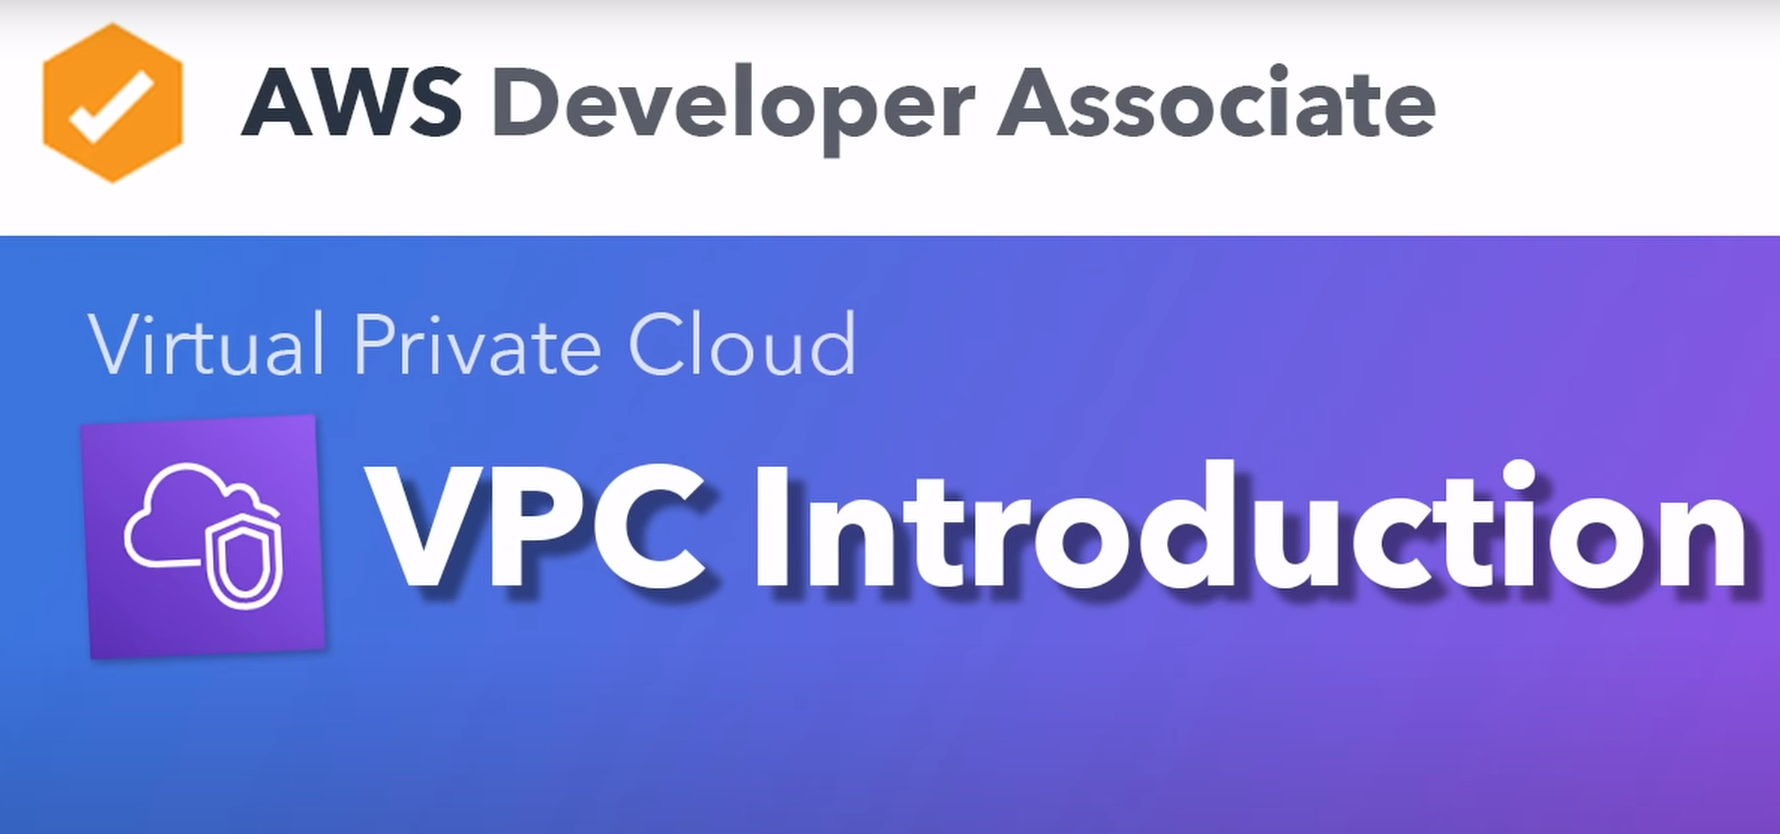 AWS Developer Associate
Virtual Private Cloud
VPC Introduction